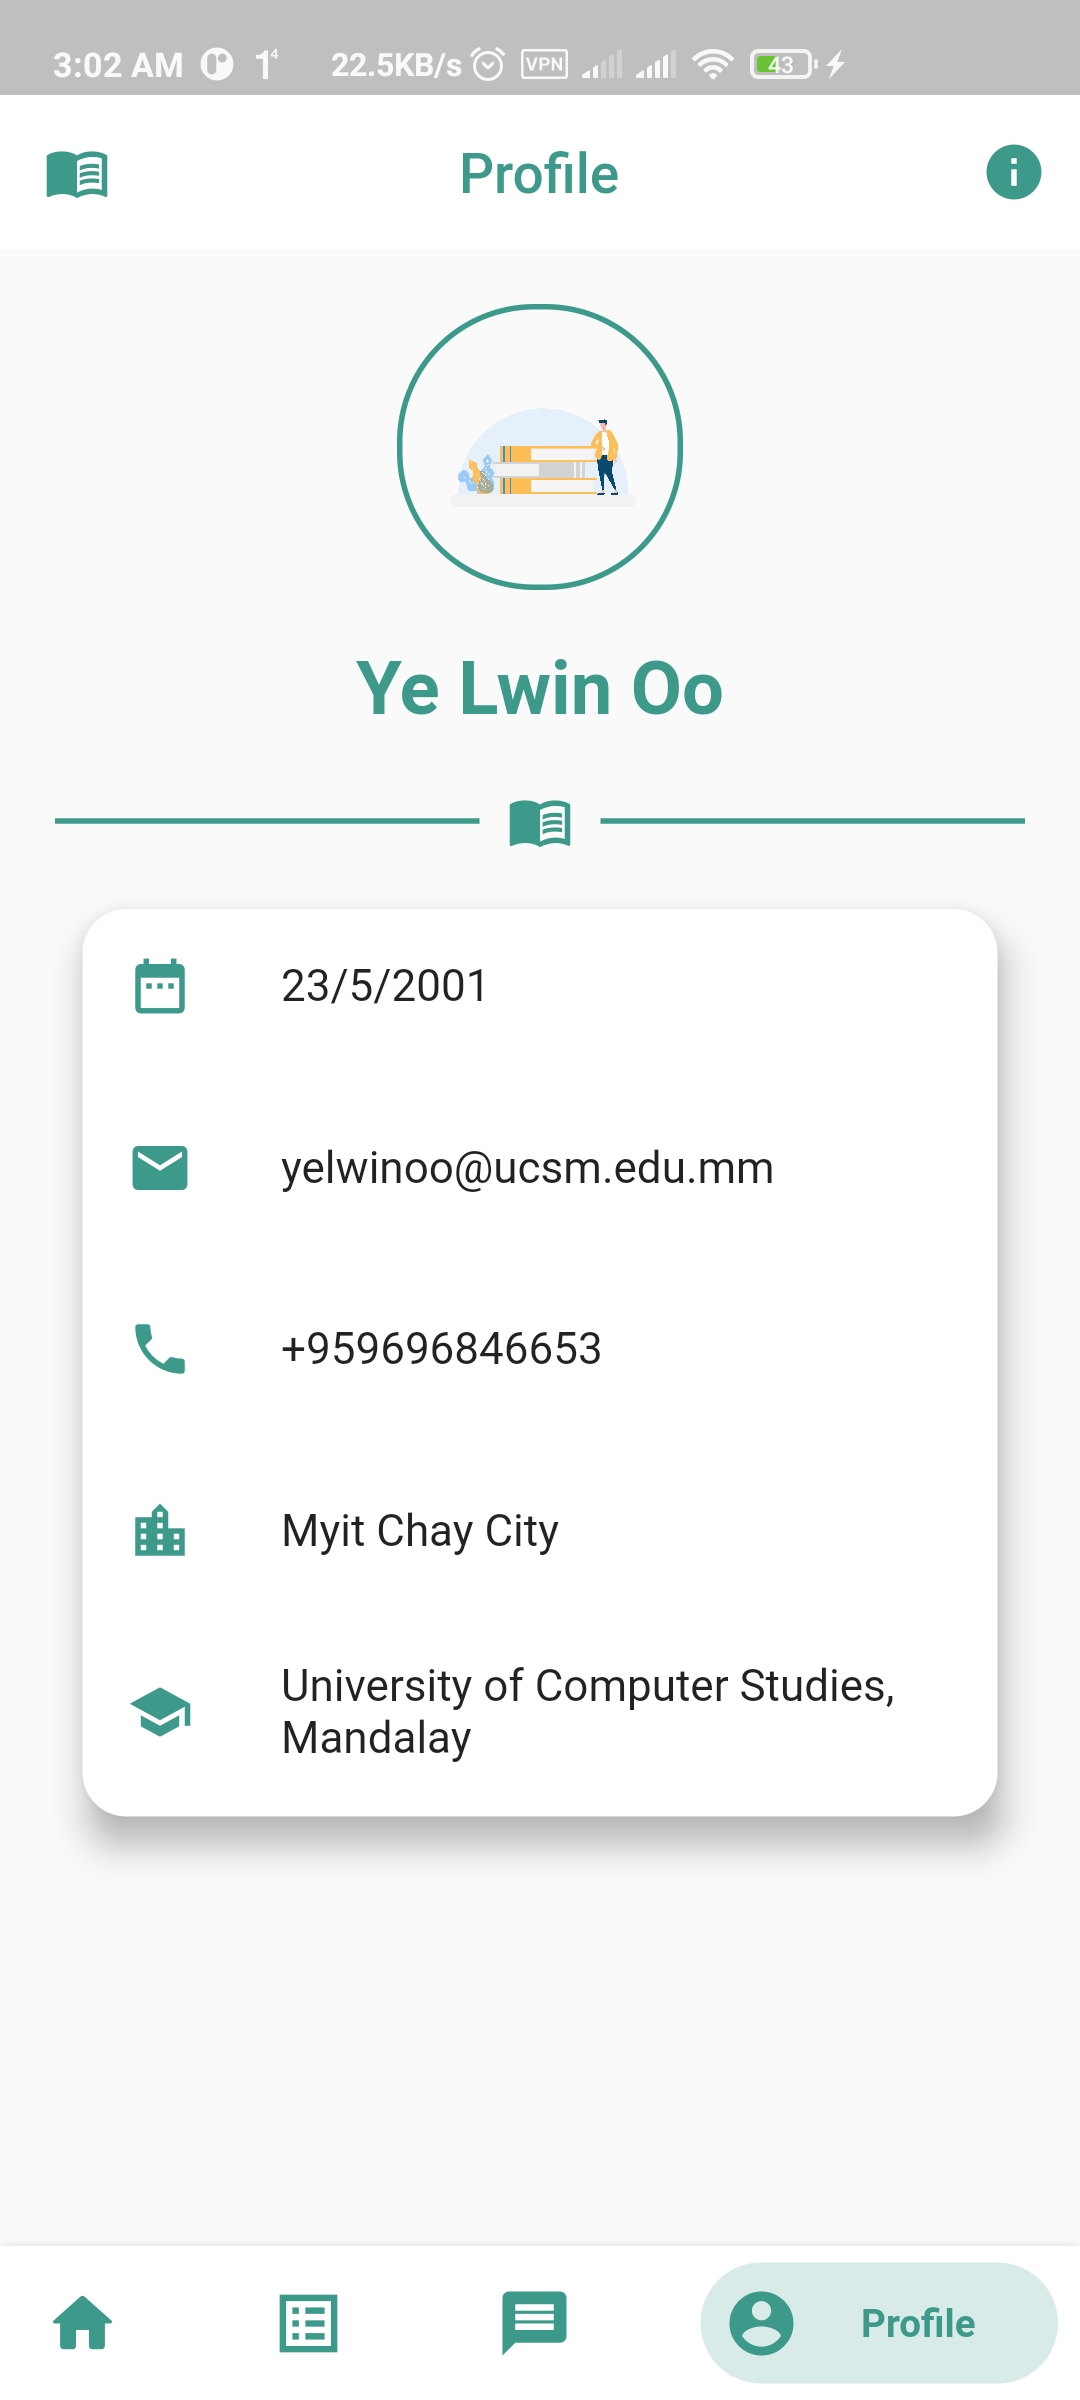 3:02 AM 22.5KB/s VPN 43
Profile
Ye Lwin Oo
23/5/2001
yelwinoo@ucsm.edu.mm
+959696846653
Myit Chay City
University of Computer Studies,
Mandalay
Profile